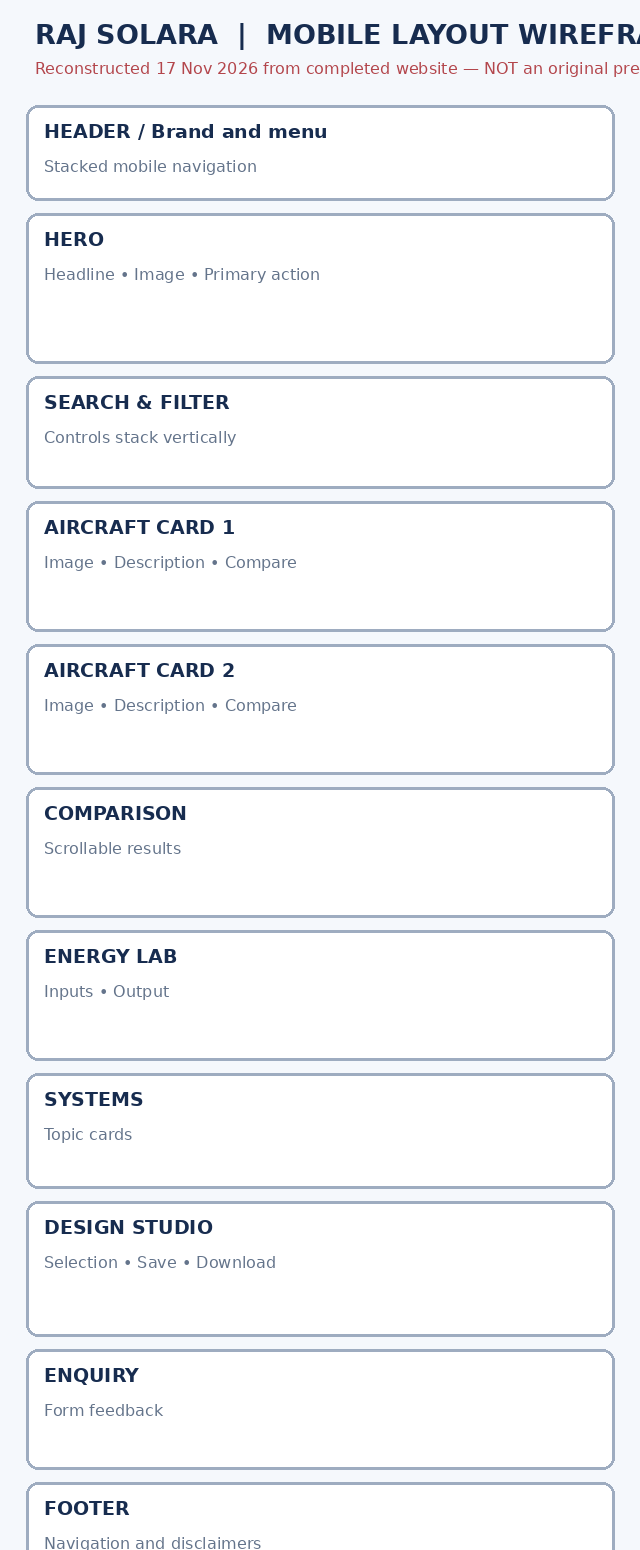 RAJ SOLARA | MOBILE LAYOUT
Reconstructed 17 Nov 2026 from completed website — NOT an original
HEADER / Brand and menu
Stacked mobile navigation
HERO
Headline • Image • Primary action
SEARCH & FILTER
Controls stack vertically
AIRCRAFT CARD 1
Image • Description • Compare
AIRCRAFT CARD 2
Image • Description • Compare
COMPARISON
Scrollable results
ENERGY LAB
Inputs • Output
SYSTEMS
Topic cards
DESIGN STUDIO
Selection • Save • Download
ENQUIRY
Form feedback
FOOTER
Navigation and disclaimers